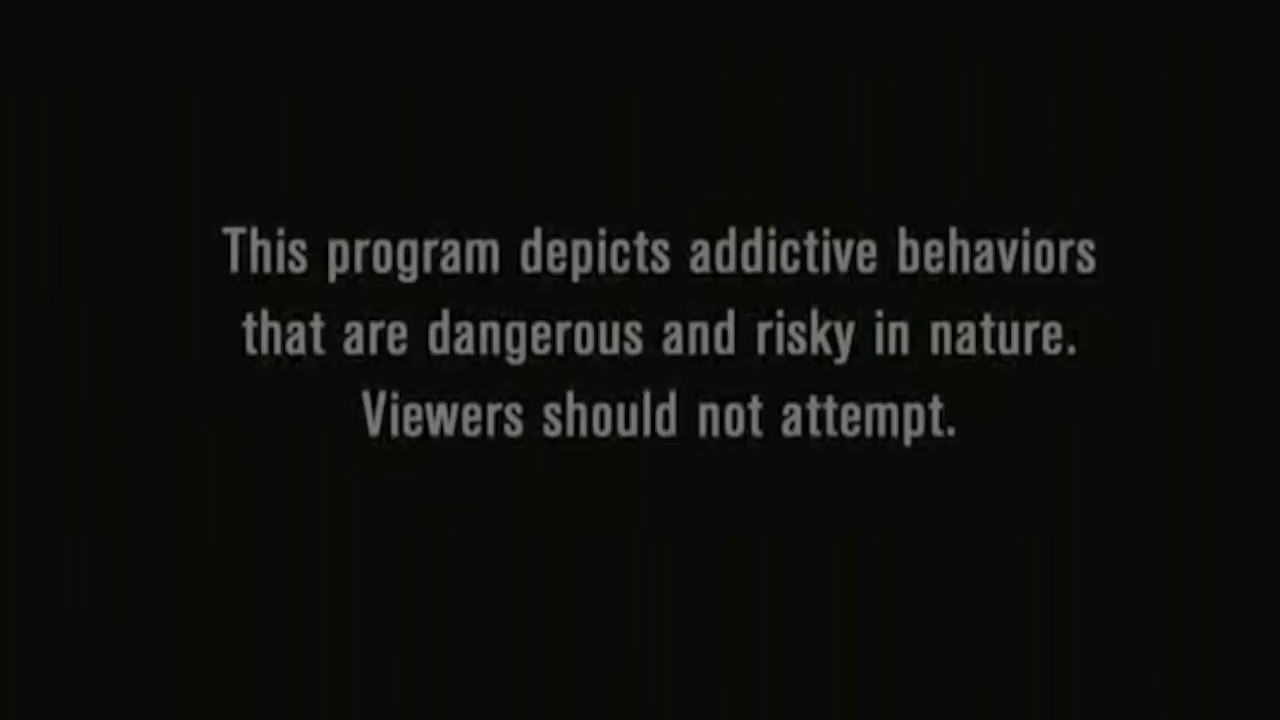 This program depicts addictive behaviors
that are dangerous and risky in nature.
Viewers should not attempt.